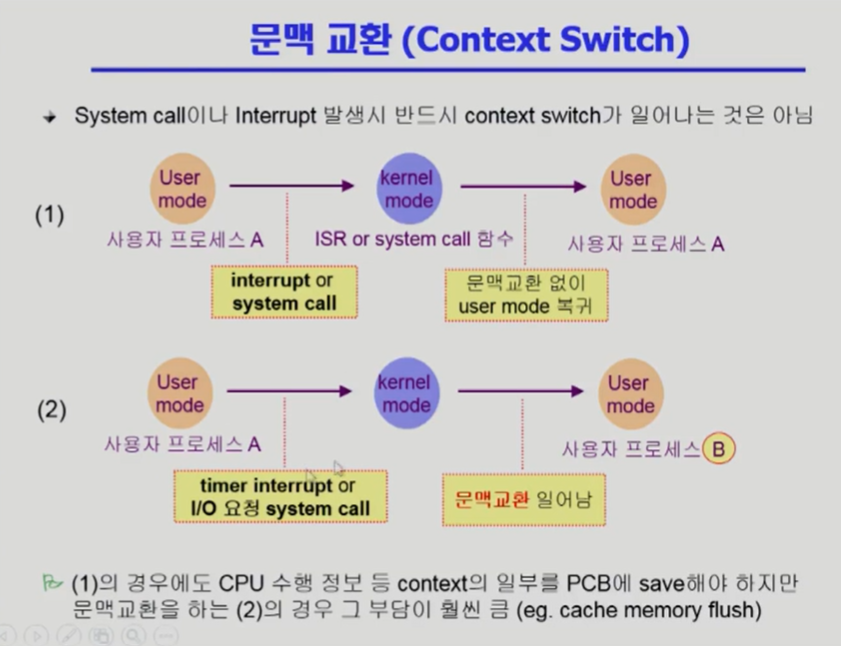 문맥 교환 (Context Switch)
System call이나 Interrupt 발생시 반드시 context switch가 일어나는 것은 아님
(1)
User
mode
사용자 프로세스 A
interrupt or
system call
kernel
mode
ISR or system call 함수
문맥교환 없이
user mode 복귀
User
mode
사용자 프로세스 A
(2)
User
mode
사용자 프로세스 A
timer interrupt or
I/O 요청 system call
kernel
mode
문맥교환 일어남
User
mode
사용자 프로세스 B
(1)의 경우에도 CPU 수행 정보 등 context의 일부를 PCB에 save해야 하지만
문맥교환을 하는 (2)의 경우 그 부담이 훨씬 큼 (eg. cache memory flush)